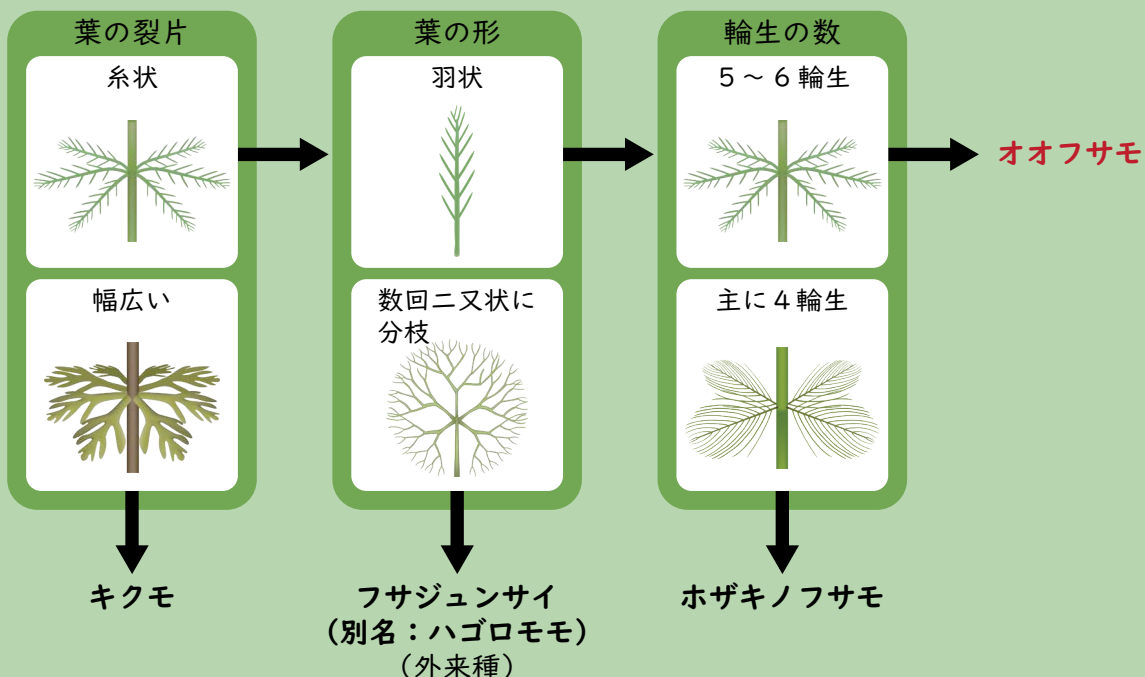 葉の裂片
糸状
幅広い
キクモ
葉の形
羽状
数回二又状に
分枝
フサジュンサイ
(別名：ハゴロモモ)
（外来種）
輪生の数
５～６輪生
主に４輪生
ホザキノフサモ
オオフサモ